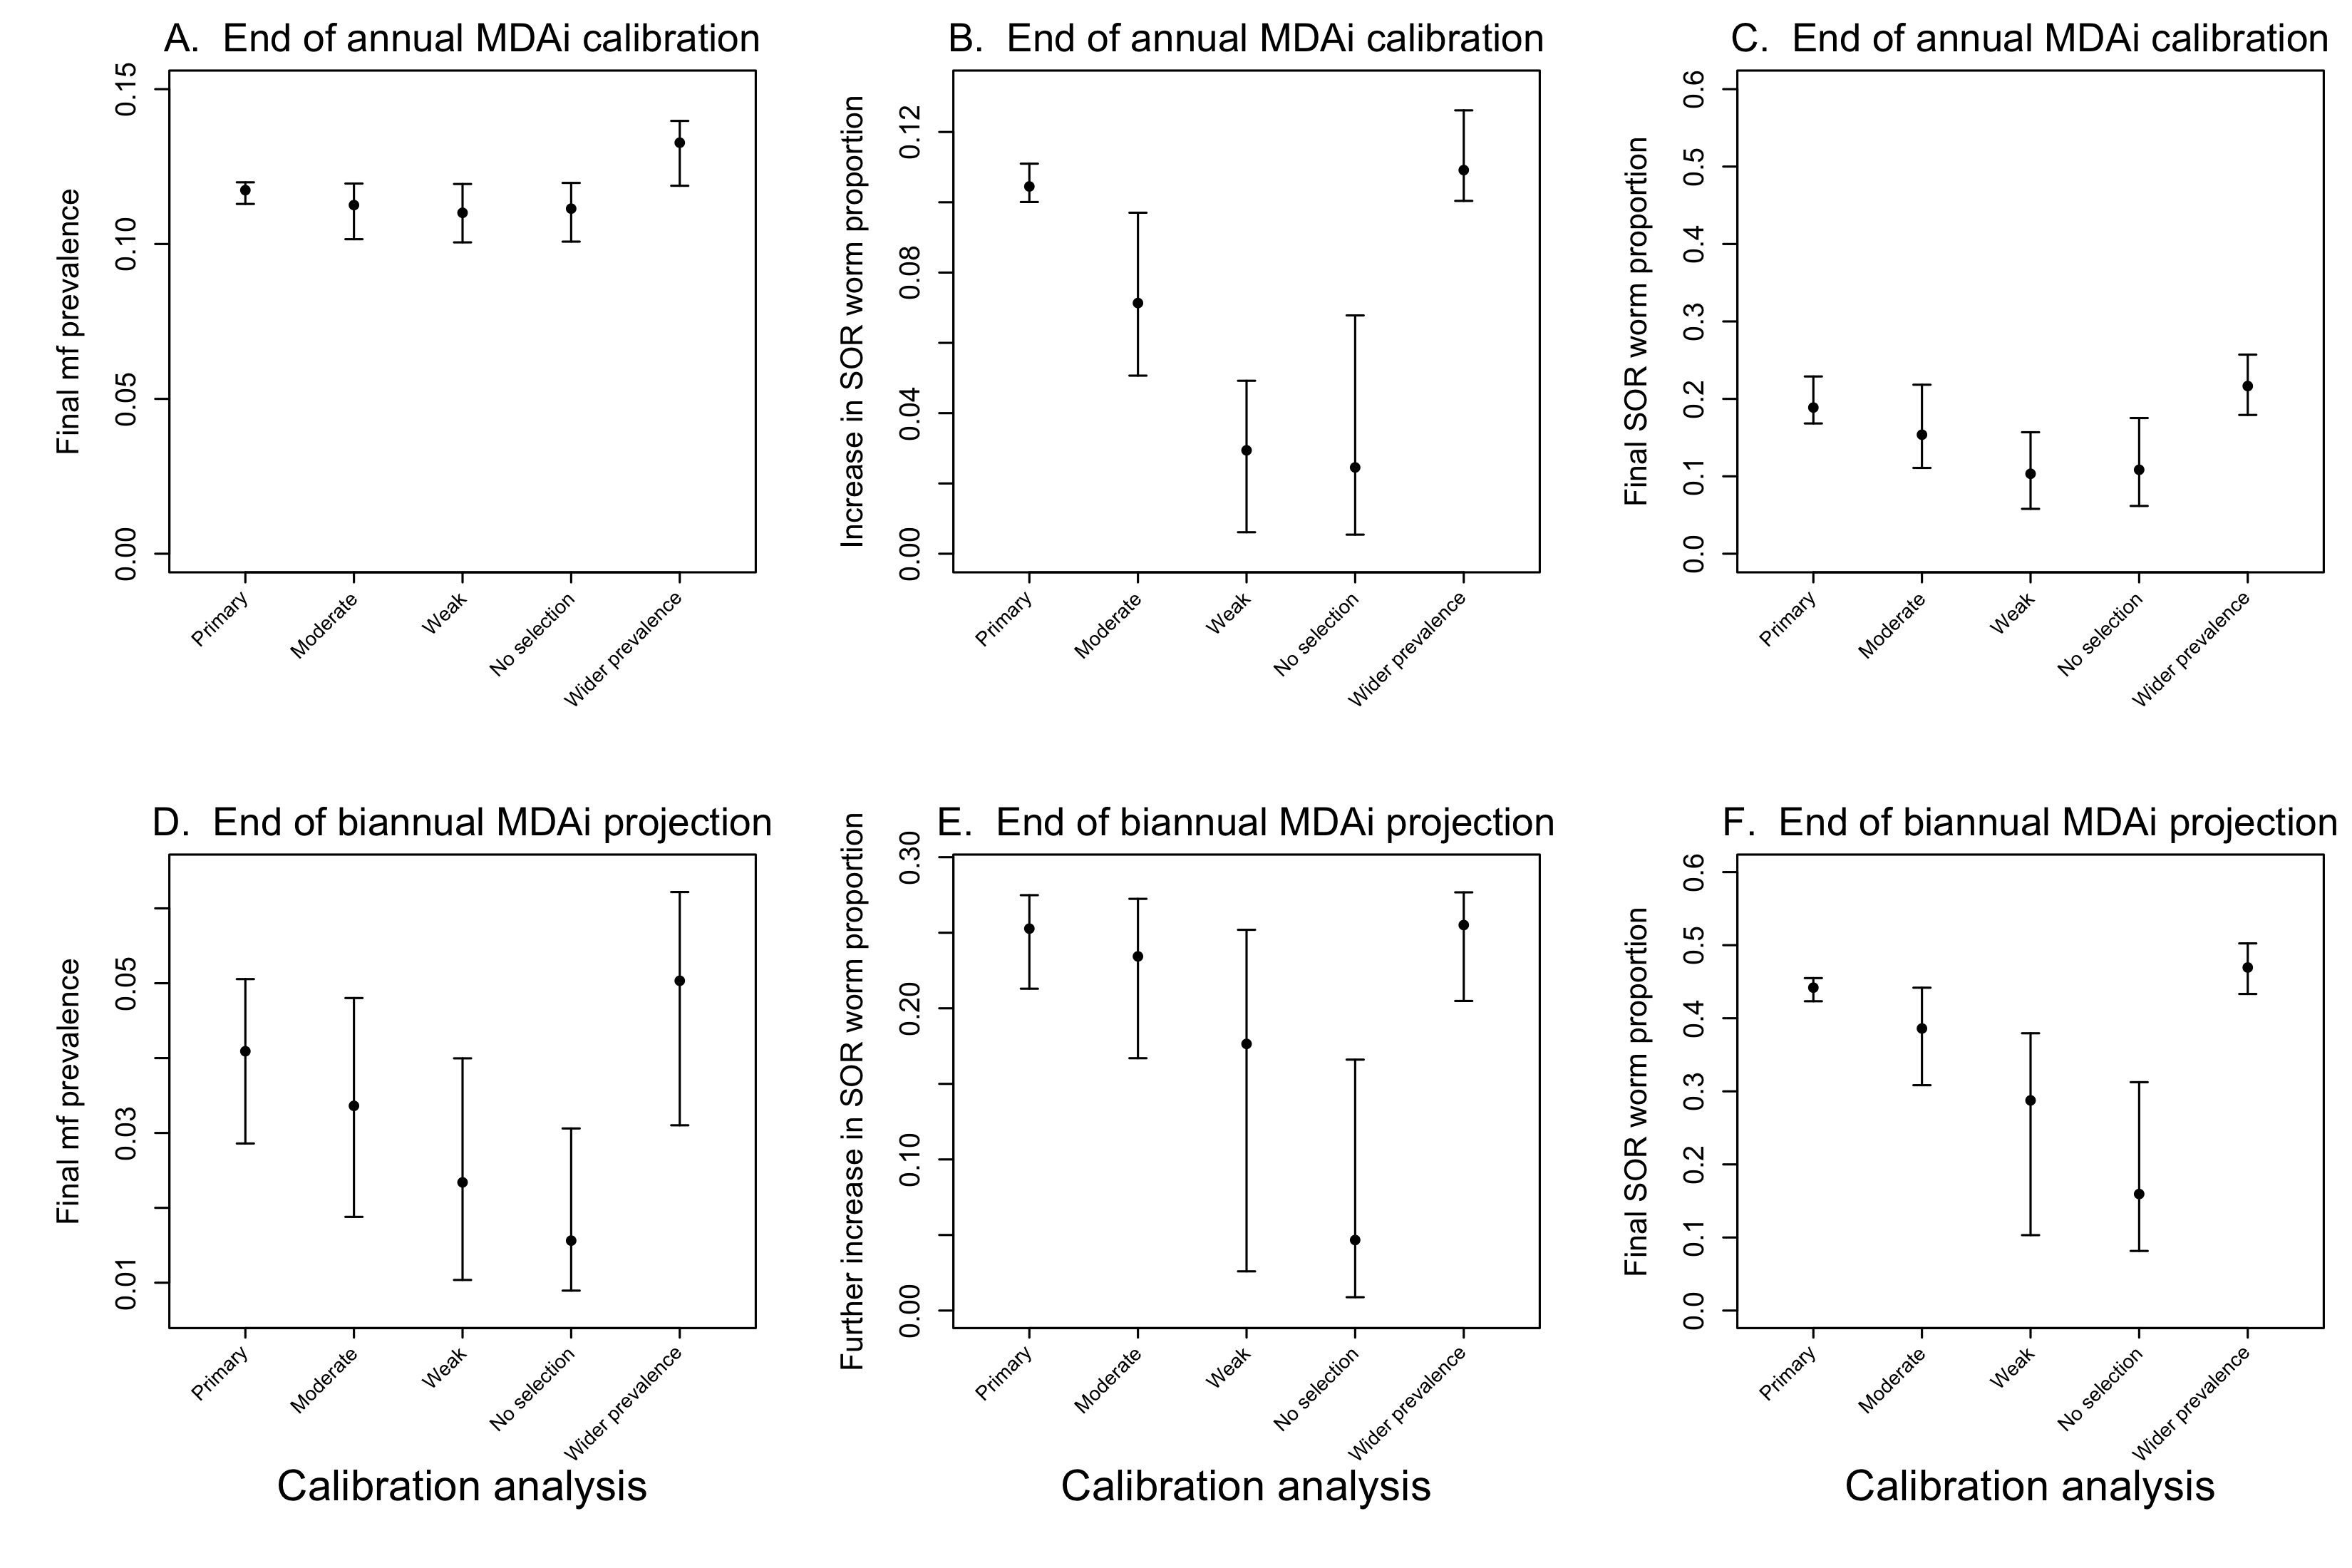 A.  End of annual MDAi calibration
Final mf prevalence
0.15
0.10
0.05
0.00
Primary
Moderate
Weak
No selection
Wider prevalence
B.  End of annual MDAi calibration
Increase in SOR worm proportion
0.12
0.08
0.04
0.00
Primary
Moderate
Weak
No selection
Wider prevalence
C.  End of annual MDAi calibration
Final SOR worm proportion
0.6
0.5
0.4
0.3
0.2
0.1
0.0
Primary
Moderate
Weak
No selection
Wider prevalence
D.  End of biannual MDAi projection
Final mf prevalence
0.05
0.03
0.01
Primary
Moderate
Weak
No selection
Wider prevalence
Calibration analysis
E.  End of biannual MDAi projection
Further increase in SOR worm proportion
0.30
0.20
0.10
0.00
Primary
Moderate
Weak
No selection
Wider prevalence
Calibration analysis
F.  End of biannual MDAi projection
Final SOR worm proportion
0.6
0.5
0.4
0.3
0.2
0.1
0.0
Primary
Moderate
Weak
No selection
Wider prevalence
Calibration analysis